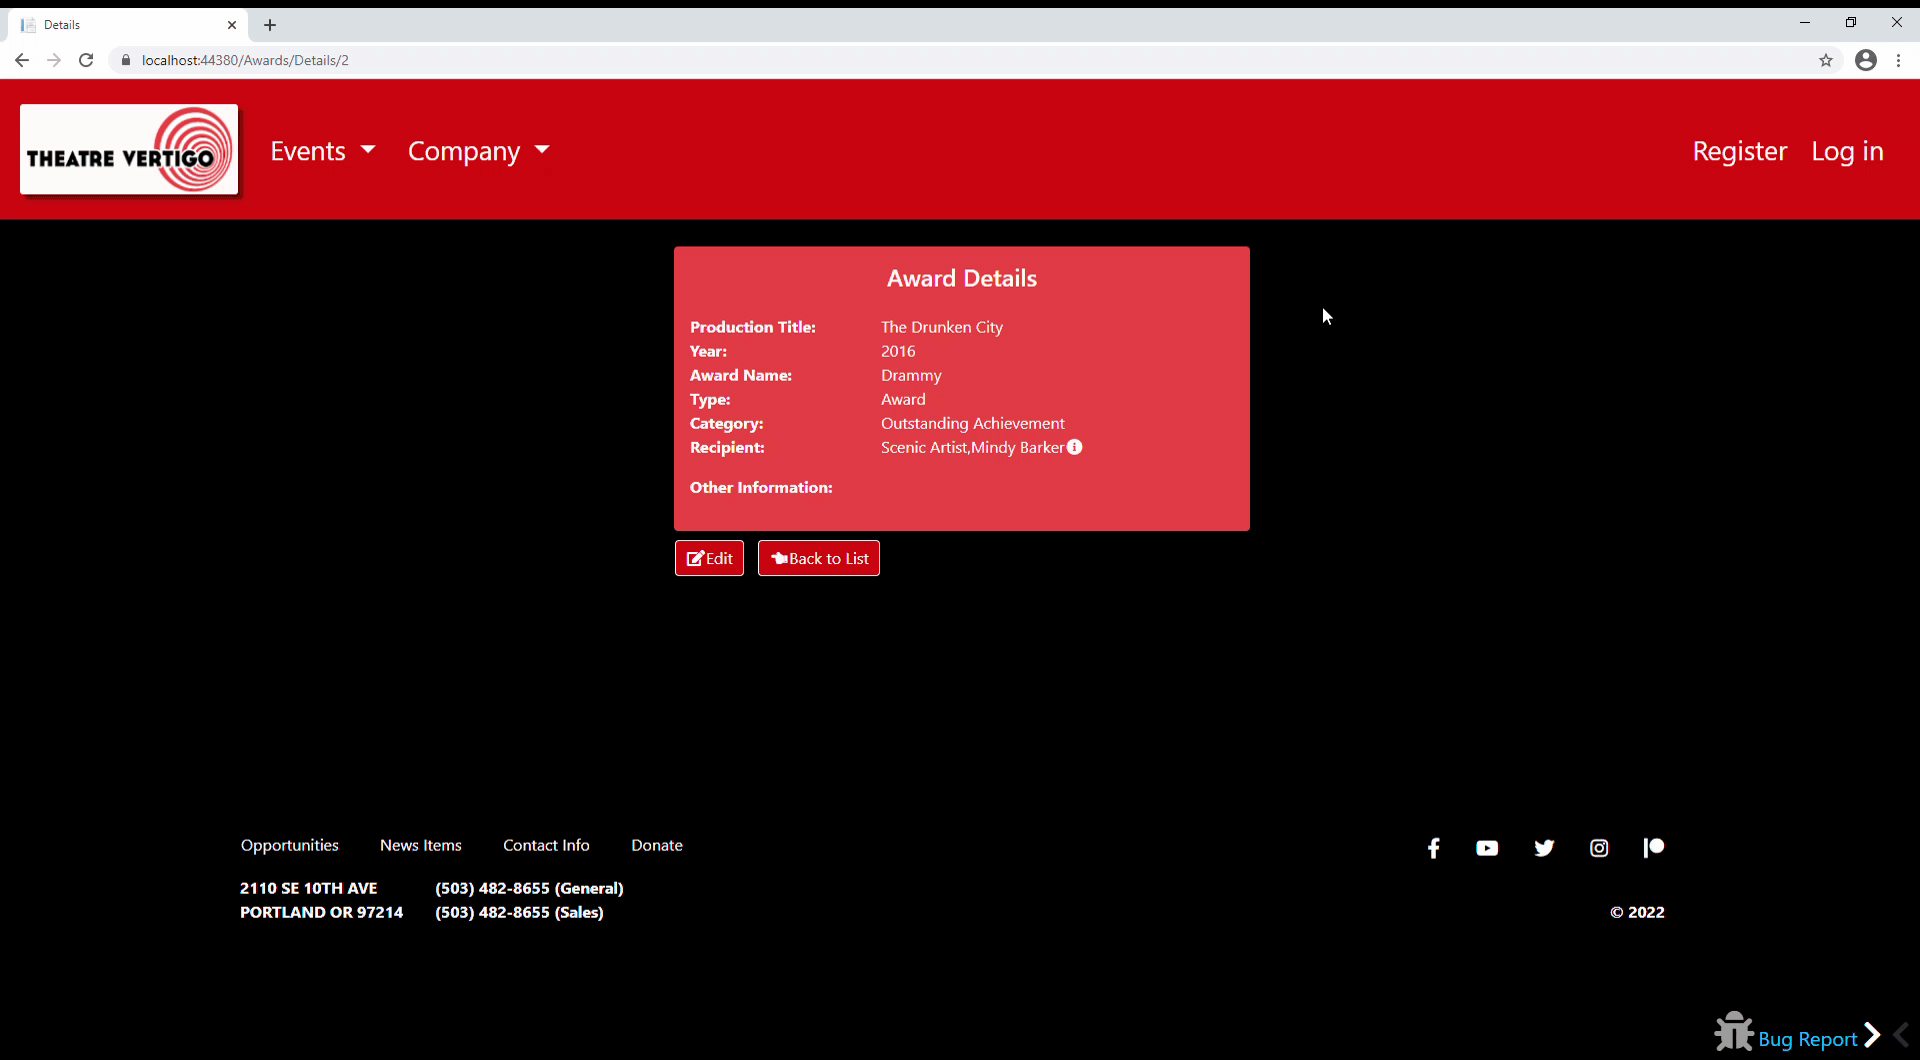 Details
localhost:44380/Awards/Details/2
THEATRE VERTIGO
Events
Company
Register
Log in
Award Details
Production Title: The Drunken City
Year: 2016
Award Name: Drammy
Type: Award
Category: Outstanding Achievement
Recipient: Scenic Artist,Mindy Barker
Other Information:
Edit
Back to List
Opportunities News Items Contact Info Donate
2110 SE 10TH AVE (503) 482-8655 (General)
PORTLAND OR 97214 (503) 482-8655 (Sales)
© 2022
Bug Report